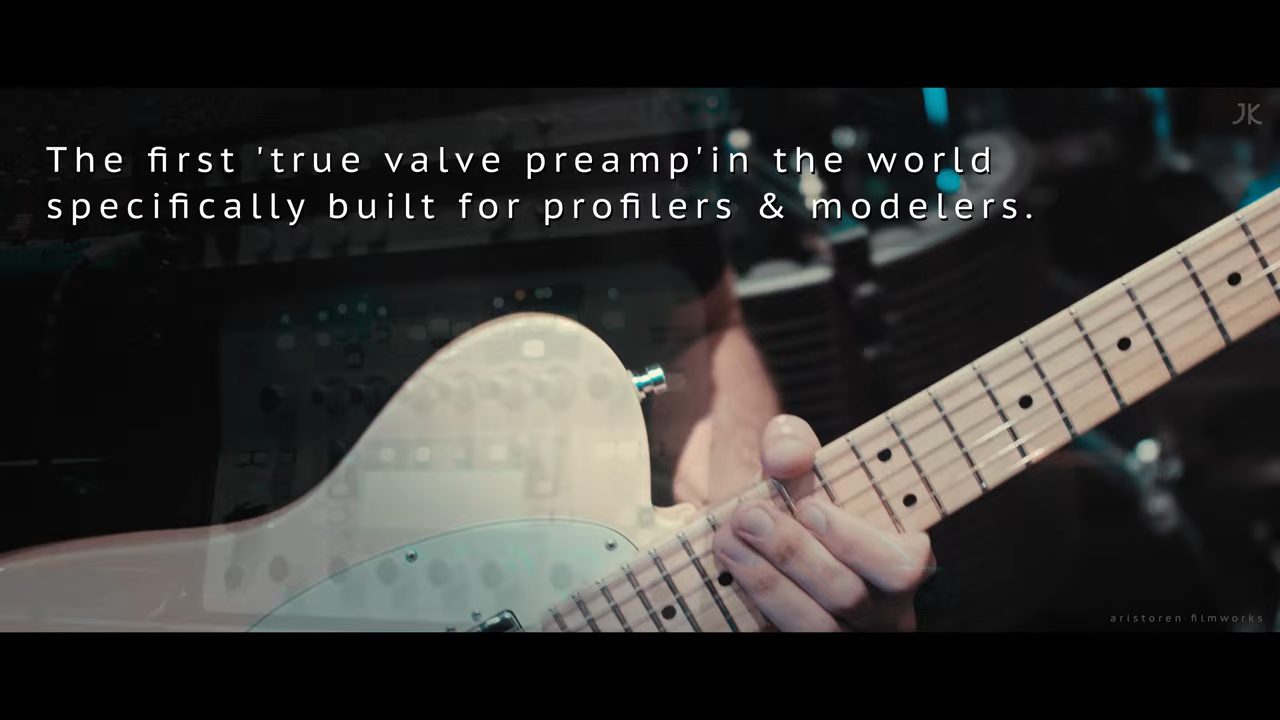 JK
The first 'true valve preamp'in the world
specifically built for profilers & modelers.
aristoren filmworks